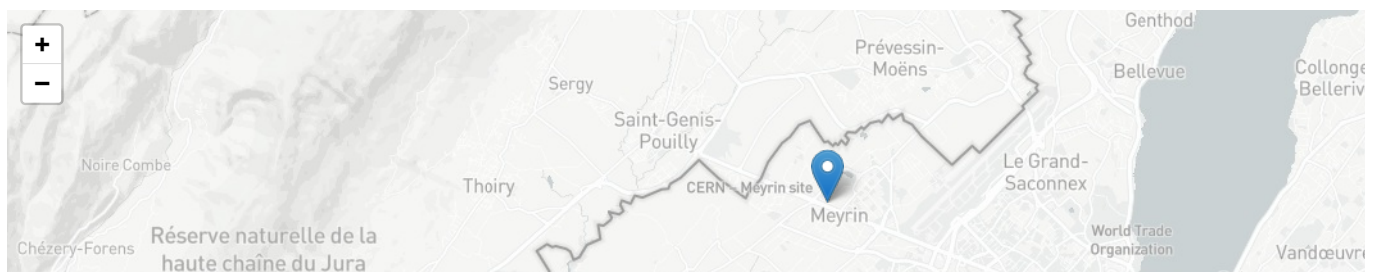 Genthod
+
Prévessin-
Moëns
Bellevue
Collonge
Belleriv
Sergy
−
Saint-Genis-
Pouilly
Noire Combe
Le Grand-
Saconnex
Thoiry
CERN - Meyrin site
Meyrin
Réserve naturelle de la
haute chaîne du Jura
Chézery-Forens
World Trade
Organization
Vandœuvre